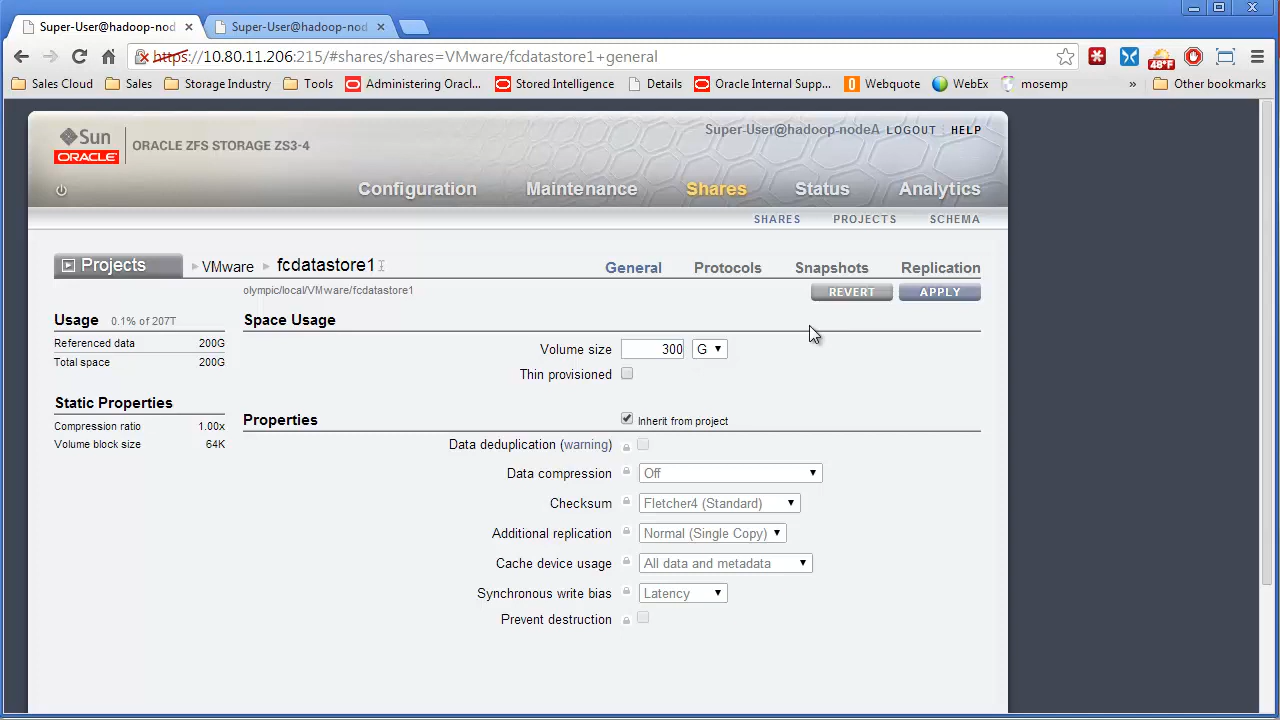 Super-User@hadoop-nod
Super-User@hadoop-nod
https://10.80.11.206:215/#shares/shares=VMware/fcdatastore1+general
48°F
Sales Cloud Sales Storage Industry Tools Administering Oracl... Stored Intelligence Details Oracle Internal Supp... Webquote WebEx mosemp » Other bookmarks
Super-User@hadoop-nodeA LOGOUT HELP
Sun
ORACLE
ORACLE ZFS STORAGE ZS3-4
Configuration Maintenance Shares Status Analytics
SHARES PROJECTS SCHEMA
Projects VMware fcdatastore1
General Protocols Snapshots Replication
olympic/local/VMware/fcdatastore1
REVERT APPLY
Usage 0.1% of 207T
Referenced data 200G
Total space 200G
Static Properties
Compression ratio 1.00x
Volume block size 64K
Space Usage
Volume size 300 G
Thin provisioned
Properties Inherit from project
Data deduplication (warning)
Data compression Off
Checksum Fletcher4 (Standard)
Additional replication Normal (Single Copy)
Cache device usage All data and metadata
Synchronous write bias Latency
Prevent destruction